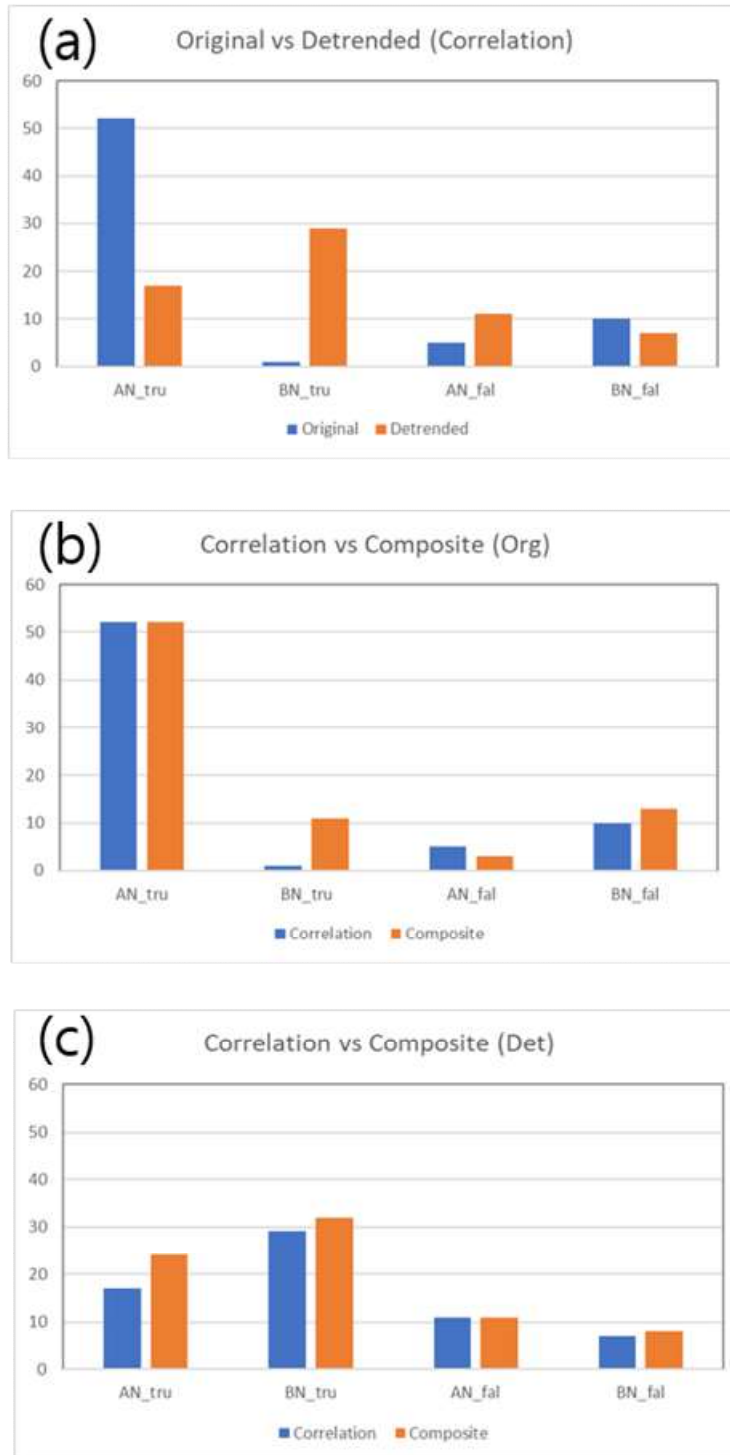 (a)
Original vs Detrended (Correlation)
60
50
40
30
20
10
0
AN_tru BN_tru AN_fal BN_fal
Original Detrended
(b)
Correlation vs Composite (Org)
60
50
40
30
20
10
0
AN_tru BN_tru AN_fal BN_fal
Correlation Composite
(c)
Correlation vs Composite (Det)
60
50
40
30
20
10
0
AN_tru BN_tru AN_fal BN_fal
Correlation Composite